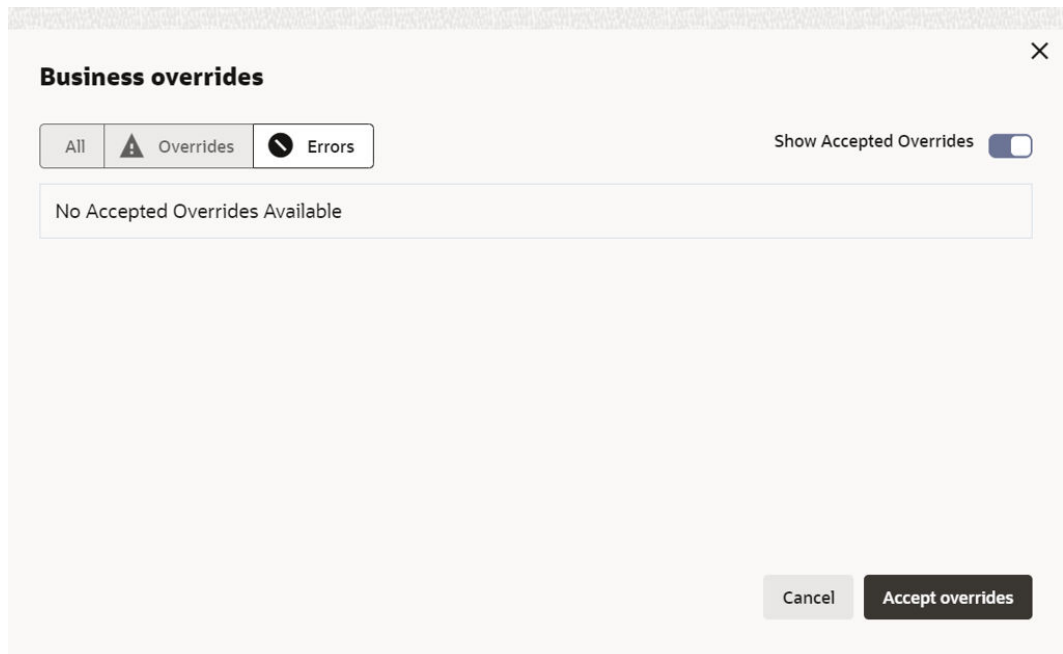 Business overrides
All Overrides Errors Show Accepted Overrides
No Accepted Overrides Available
Cancel Accept overrides